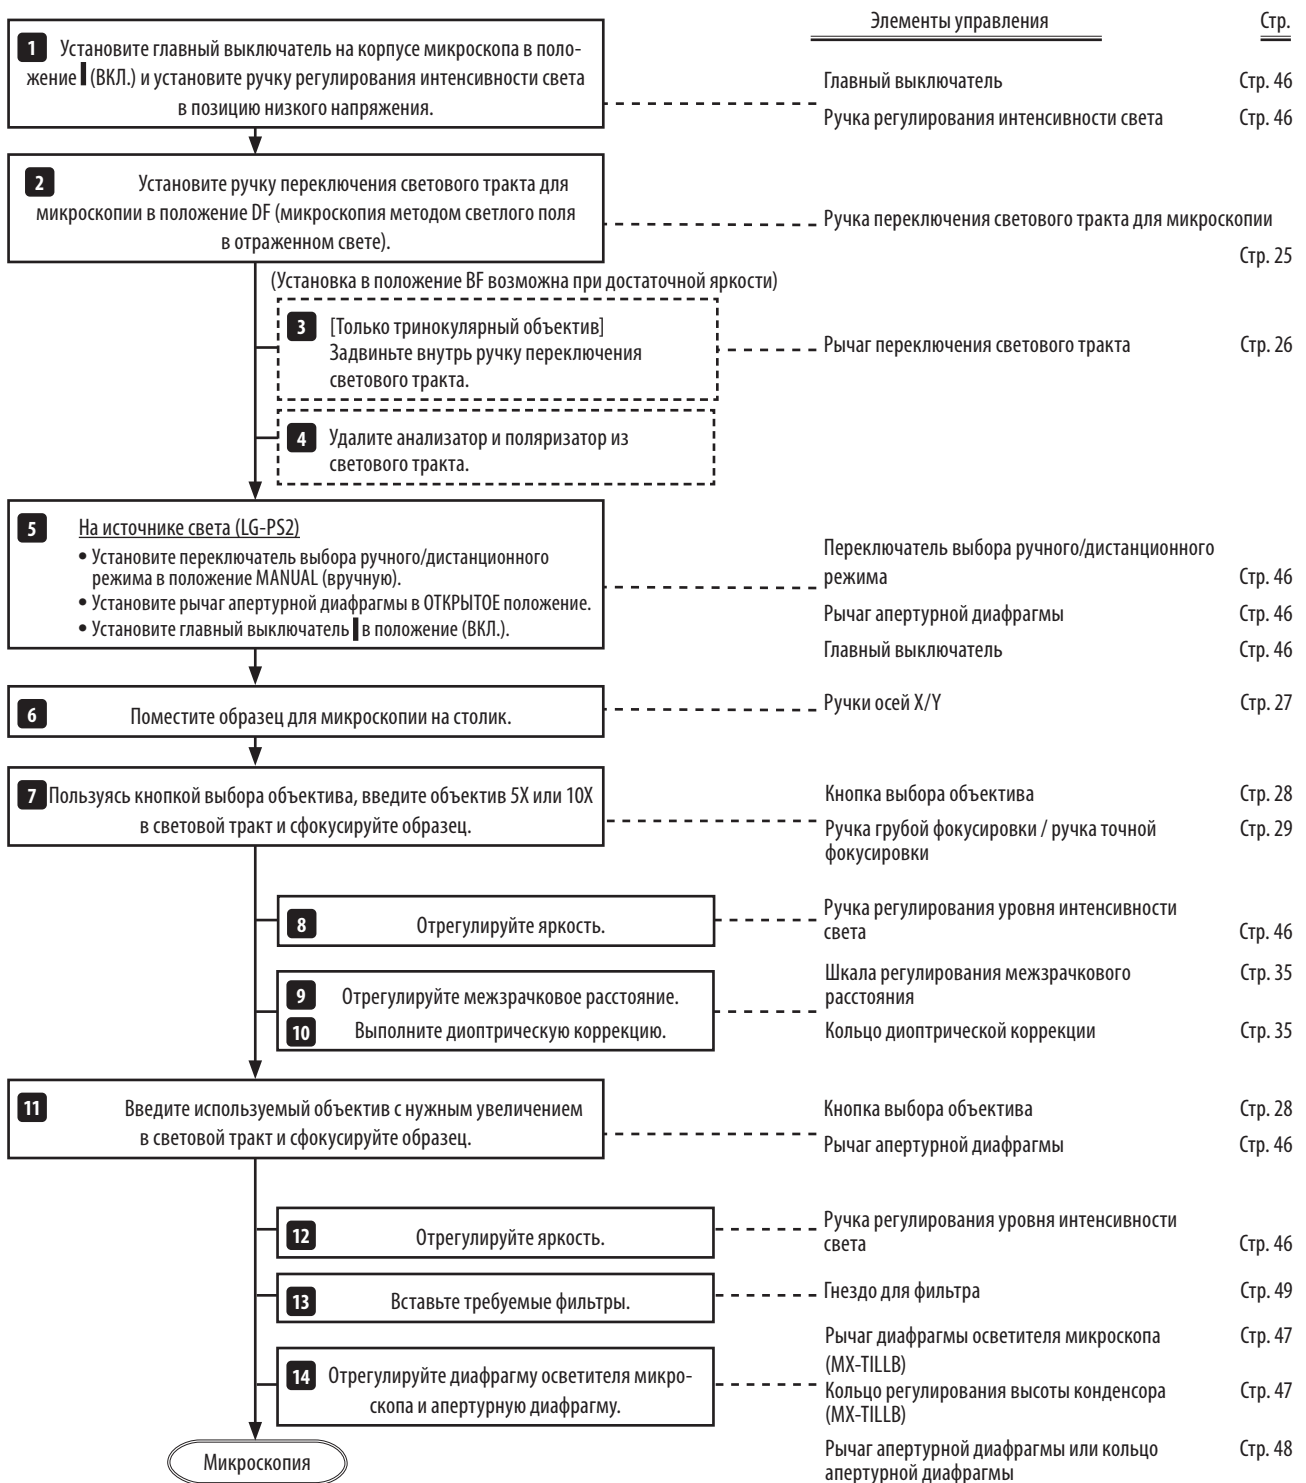 Элементы управления Стр.
1 Установите главный выключатель на корпусе микроскопа в поло-
жение (ВКЛ.) и установите ручку регулирования интенсивности света
в позицию низкого напряжения.
Главный выключатель Стр. 46
Ручка регулирования интенсивности света Стр. 46
2 Установите ручку переключения светового тракта для
микроскопии в положение DF (микроскопия методом светлого поля
в отраженном свете).
Ручка переключения светового тракта для микроскопии
Стр. 25
(Установка в положение BF возможна при достаточной яркости)
3 [Только тринокулярный объектив]
Задвиньте внутрь ручку переключения
светового тракта.
Рычаг переключения светового тракта Стр. 26
4 Удалите анализатор и поляризатор из
светового тракта.
5 На источнике света (LG-PS2)
• Установите переключатель выбора ручного/дистанционного
режима в положение MANUAL (вручную).
• Установите рычаг апертурной диафрагмы в ОТКРЫТОЕ положение.
• Установите главный выключатель в положение (ВКЛ.).
Переключатель выбора ручного/дистанционного
режима Стр. 46
Рычаг апертурной диафрагмы Стр. 46
Главный выключатель Стр. 46
6 Поместите образец для микроскопии на столик.
Ручки осей X/Y Стр. 27
7 Пользуясь кнопкой выбора объектива, введите объектив 5X или 10X
в световой тракт и сфокусируйте образец.
Кнопка выбора объектива Стр. 28
Ручка грубой фокусировки / ручка точной Стр. 29
фокусировки
8 Отрегулируйте яркость.
Ручка регулирования уровня интенсивности
света Стр. 46
9 Отрегулируйте межзрачковое расстояние.
10 Выполните диоптрическую коррекцию.
Шкала регулирования межзрачкового Стр. 35
расстояния
Кольцо диоптрической коррекции Стр. 35
11 Введите используемый объектив с нужным увеличением
в световой тракт и сфокусируйте образец.
Кнопка выбора объектива Стр. 28
Рычаг апертурной диафрагмы Стр. 46
12 Отрегулируйте яркость.
Ручка регулирования уровня интенсивности
света Стр. 46
13 Вставьте требуемые фильтры.
Гнездо для фильтра Стр. 49
14 Отрегулируйте диафрагму осветителя микро-
скопа и апертурную диафрагму.
Рычаг диафрагмы осветителя микроскопа Стр. 47
(MX-TILLB)
Кольцо регулирования высоты конденсора Стр. 47
(MX-TILLB)
Рычаг апертурной диафрагмы или кольцо Стр. 48
апертурной диафрагмы
Микроскопия